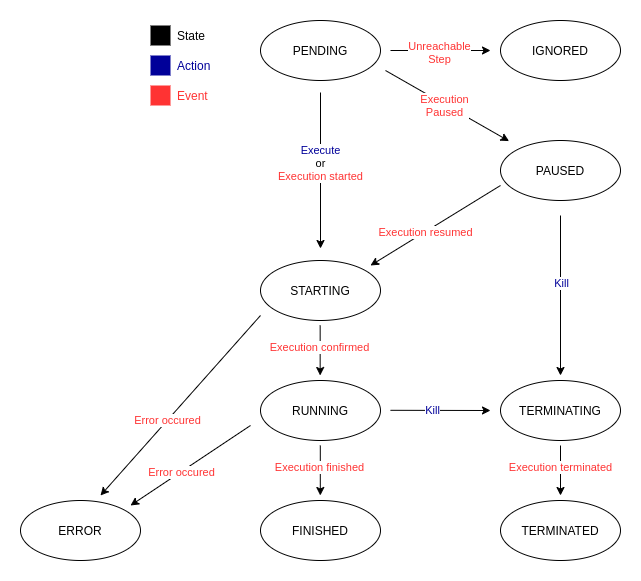 State
Action
Event
PENDING
Unreachable
Step
IGNORED
Execution
Paused
Execute
or
Execution started
PAUSED
Execution resumed
Kill
STARTING
Execution confirmed
RUNNING
Kill
TERMINATING
Error occured
Error occured
Execution finished
Execution terminated
ERROR
FINISHED
TERMINATED